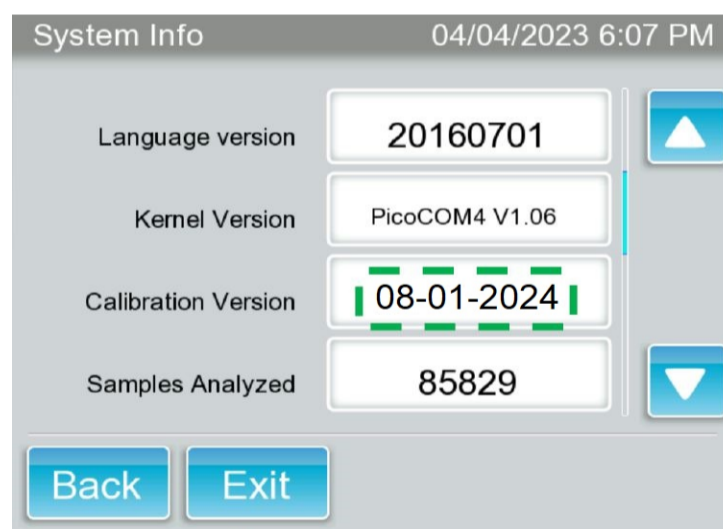 System Info 04/04/2023 6:07 PM
Language version 20160701
Kernel Version PicoCOM4 V1.06
Calibration Version 08-01-2024
Samples Analyzed 85829
Back Exit